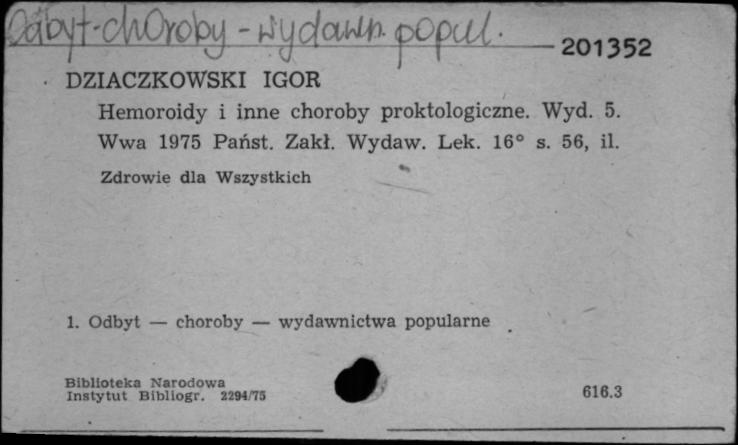 Odbyt-choroby-wydawn. popul.
201352
DZIACZKOWSKI IGOR
Hemoroidy i inne choroby proktologiczne. Wyd. 5.
Wwa 1975 Państ. Zakł. Wydaw. Lek. 16° s. 56, il.
Zdrowie dla Wszystkich
1. Odbyt — choroby — wydawnictwa popularne
Biblioteka Narodowa
Instytut Bibliogr. 2294/75
616.3